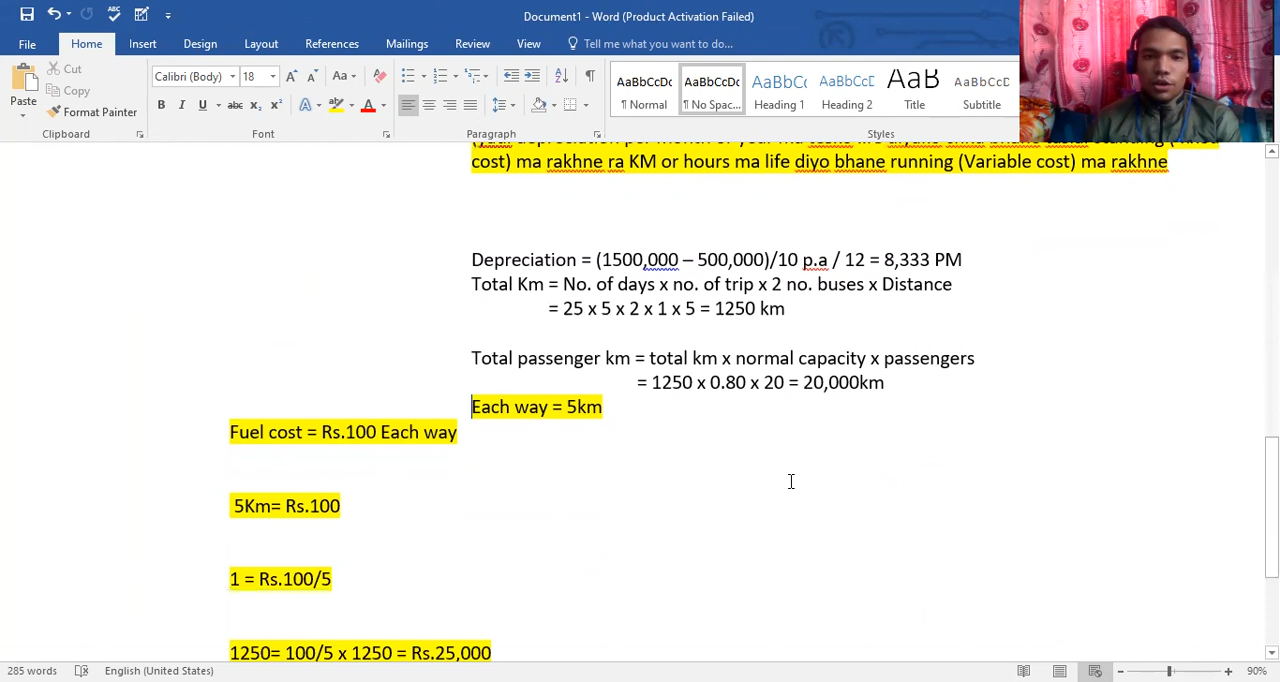 Document1 - Word (Product Activation Failed)
File Home Insert Design Layout References Mailings Review View Tell me what you want to do...
Paste Cut Copy Format Painter
Calibri (Body) 18
AaBbCcDc AaBbCcDc AaBbC AaBbCcD AaB AaBbCcD
¶ Normal ¶ No Spac... Heading 1 Heading 2 Title Subtitle
Clipboard Font Paragraph Styles
cost) ma rakhne ra KM or hours ma life diyo bhane running (Variable cost) ma rakhne
Depreciation = (1500,000 – 500,000)/10 p.a / 12 = 8,333 PM
Total Km = No. of days x no. of trip x 2 no. buses x Distance
= 25 x 5 x 2 x 1 x 5 = 1250 km
Total passenger km = total km x normal capacity x passengers
= 1250 x 0.80 x 20 = 20,000km
Each way = 5km
Fuel cost = Rs.100 Each way
5Km= Rs.100
1 = Rs.100/5
1250= 100/5 x 1250 = Rs.25,000
285 words English (United States) 90%